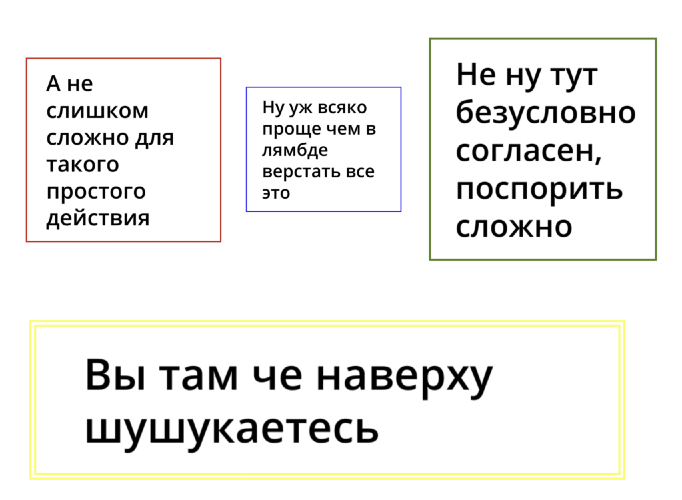 А не
слишком
сложно для
такого
простого
действия
Ну уж всяко
проще чем в
лямбде
верстать все
это
Не ну тут
безусловно
согласен,
поспорить
сложно
Вы там че наверху
шушукаетесь